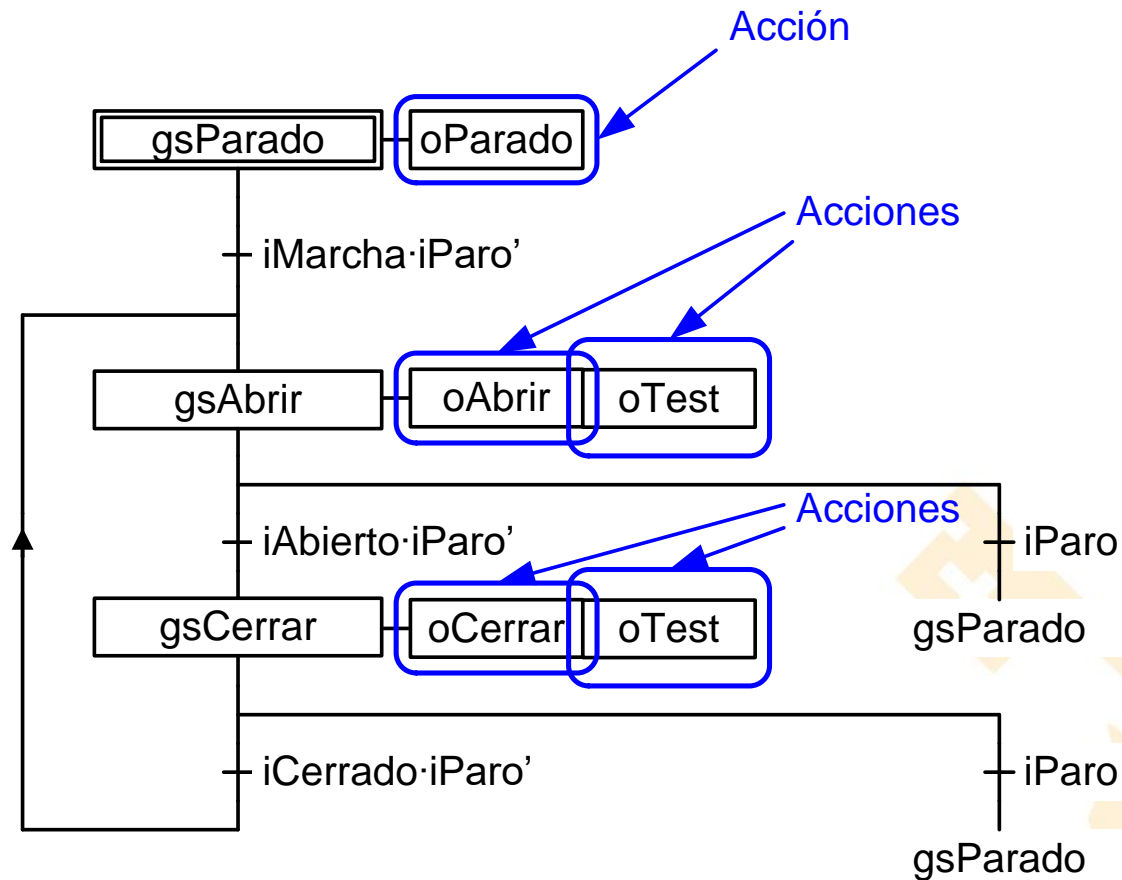 Acción
gsParado oParado
Acciones
iMarcha·iParo’
gsAbrir oAbrir oTest
Acciones
iAbierto·iParo’ iParo
gsCerrar oCerrar oTest
gsParado
iCerrado·iParo’ iParo
gsParado